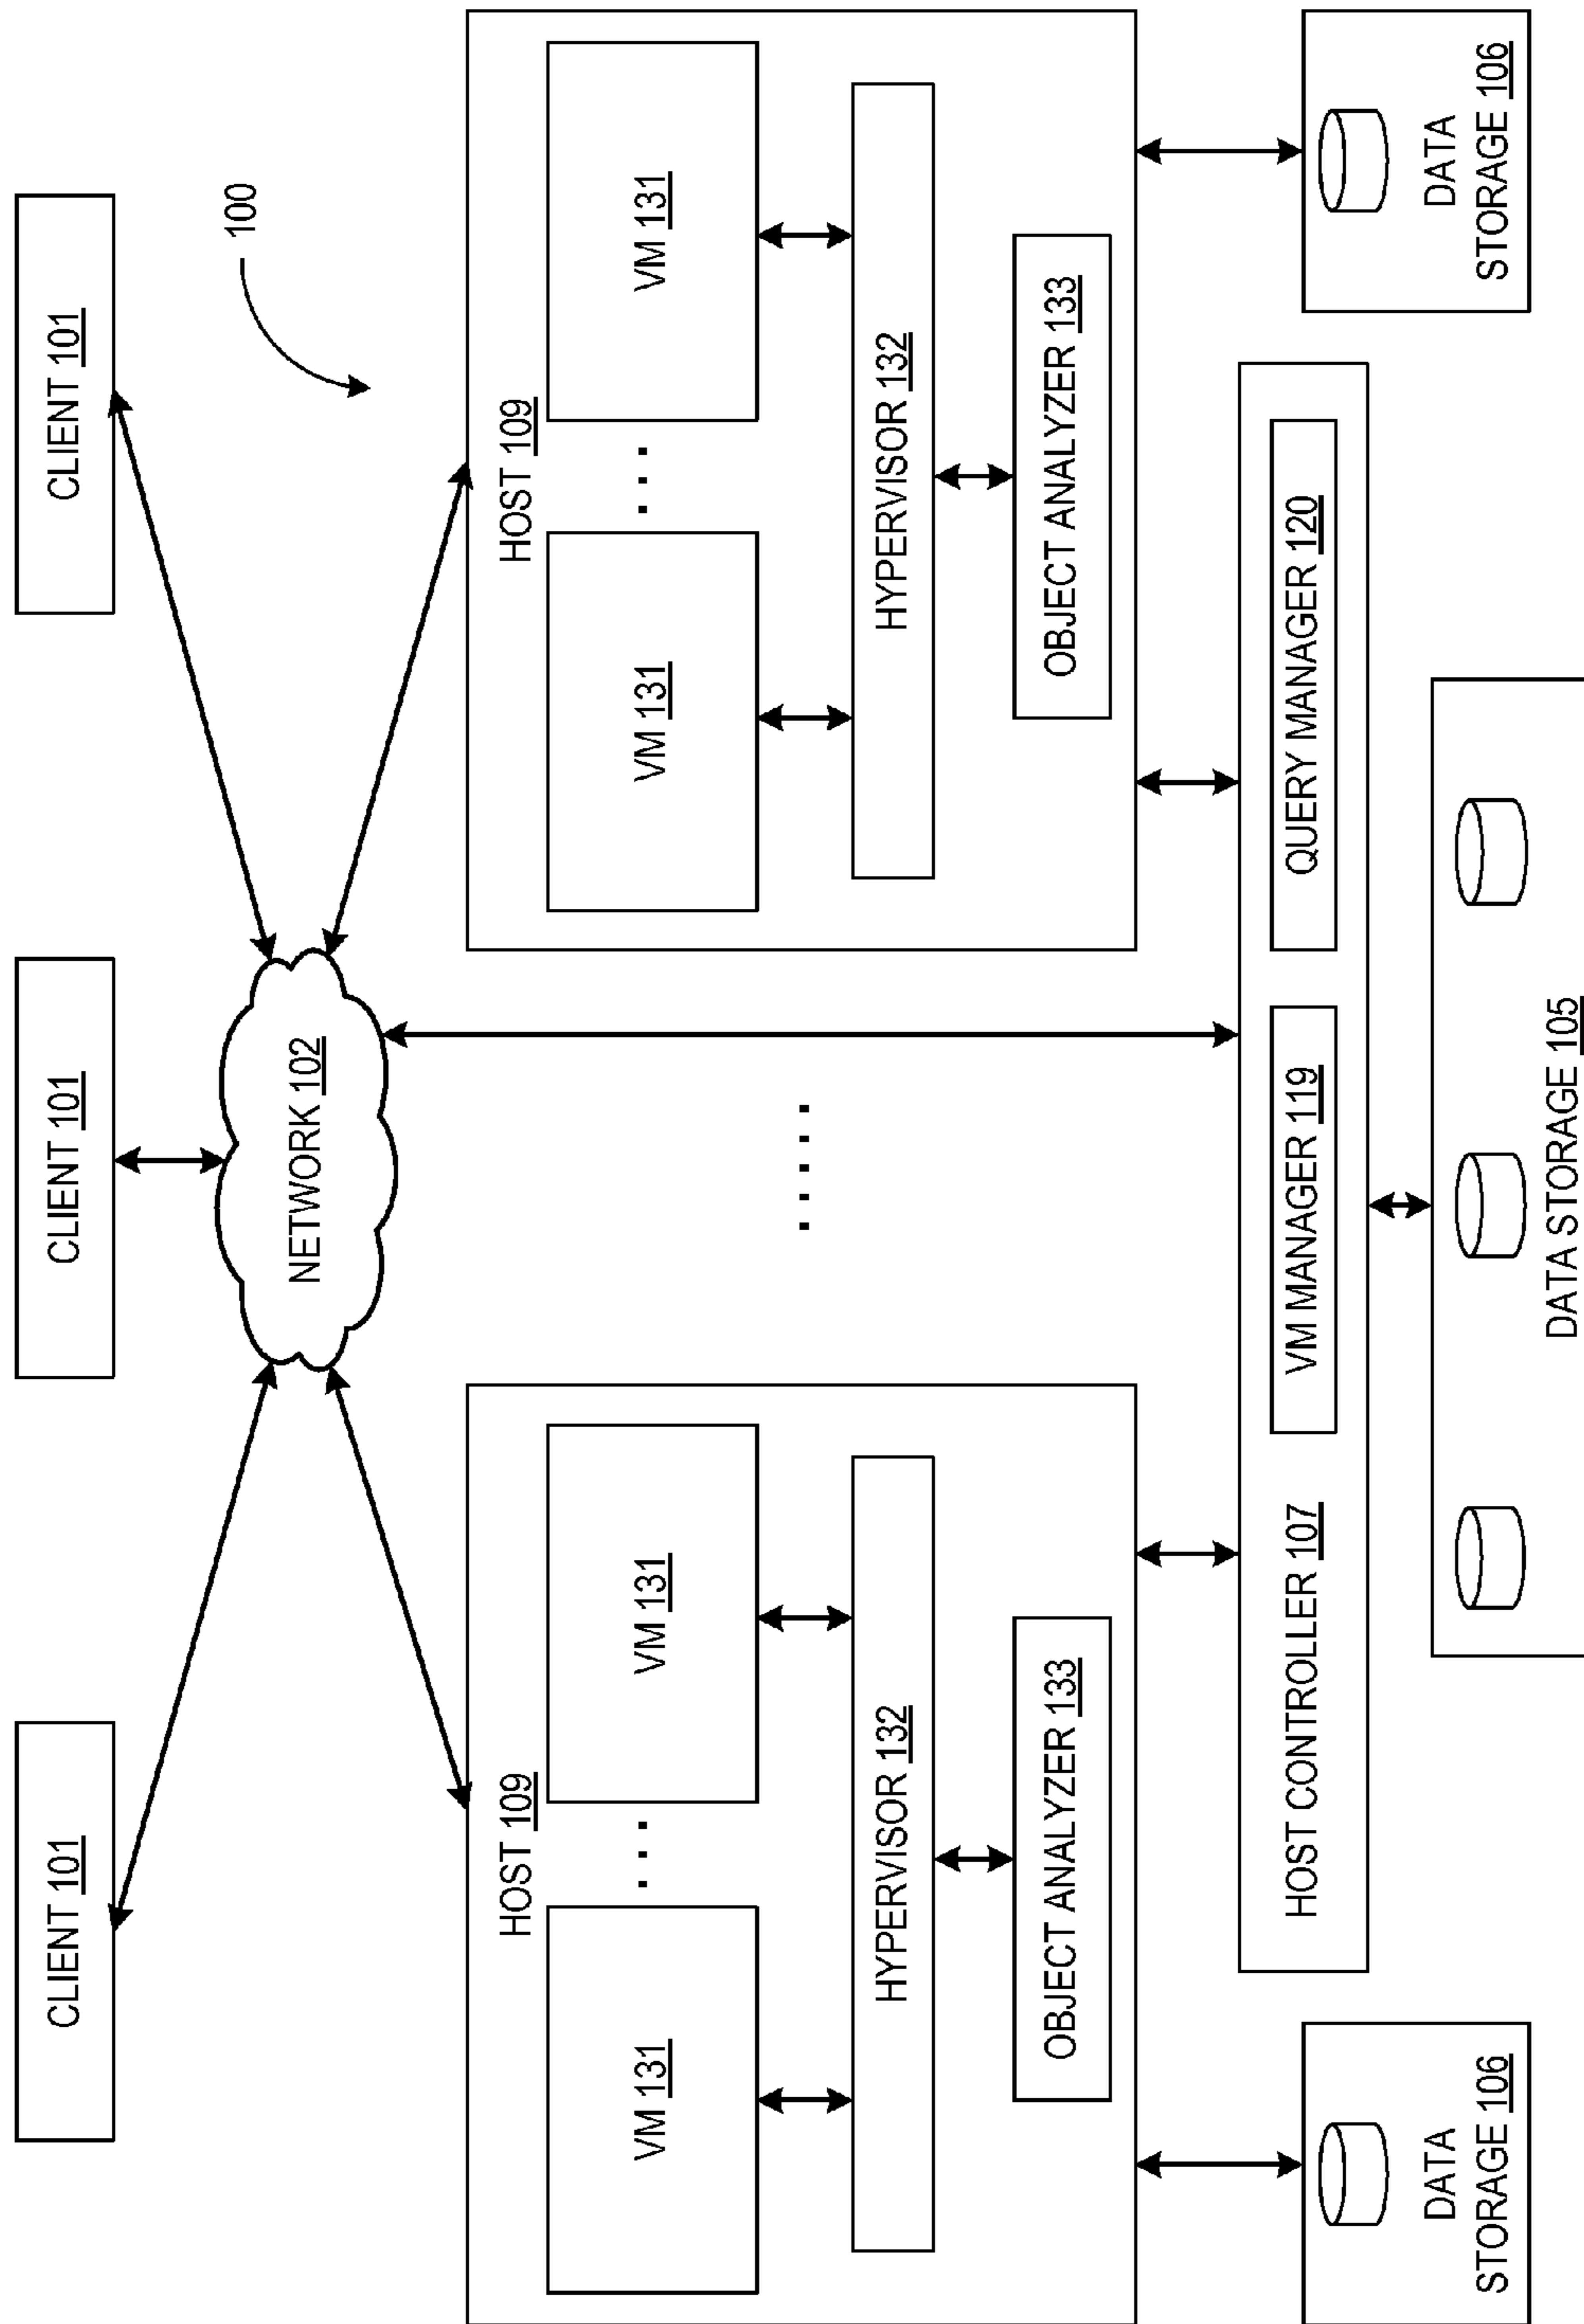 CLIENT 101
CLIENT 101
CLIENT 101
100
NETWORK 102
HOST 109
VM 131
. . .
VM 131
HYPERVISOR 132
OBJECT ANALYZER 133
. . . . .
HOST 109
VM 131
. . .
VM 131
HYPERVISOR 132
OBJECT ANALYZER 133
HOST CONTROLLER 107
VM MANAGER 119
QUERY MANAGER 120
DATA
STORAGE 106
DATA STORAGE 105
DATA
STORAGE 106